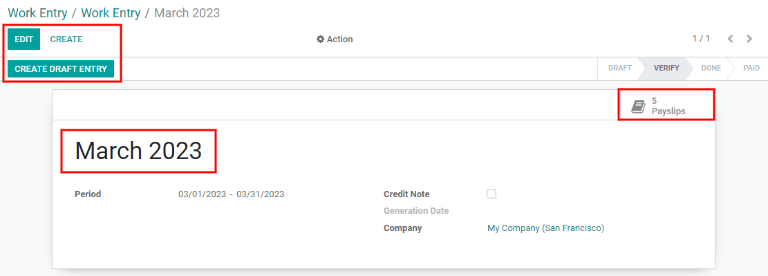 Work Entry / Work Entry / March 2023
EDIT CREATE Action 1 / 1
CREATE DRAFT ENTRY DRAFT VERIFY DONE PAID
5
Payslips
March 2023
Period 03/01/2023 - 03/31/2023 Credit Note
Generation Date
Company My Company (San Francisco)